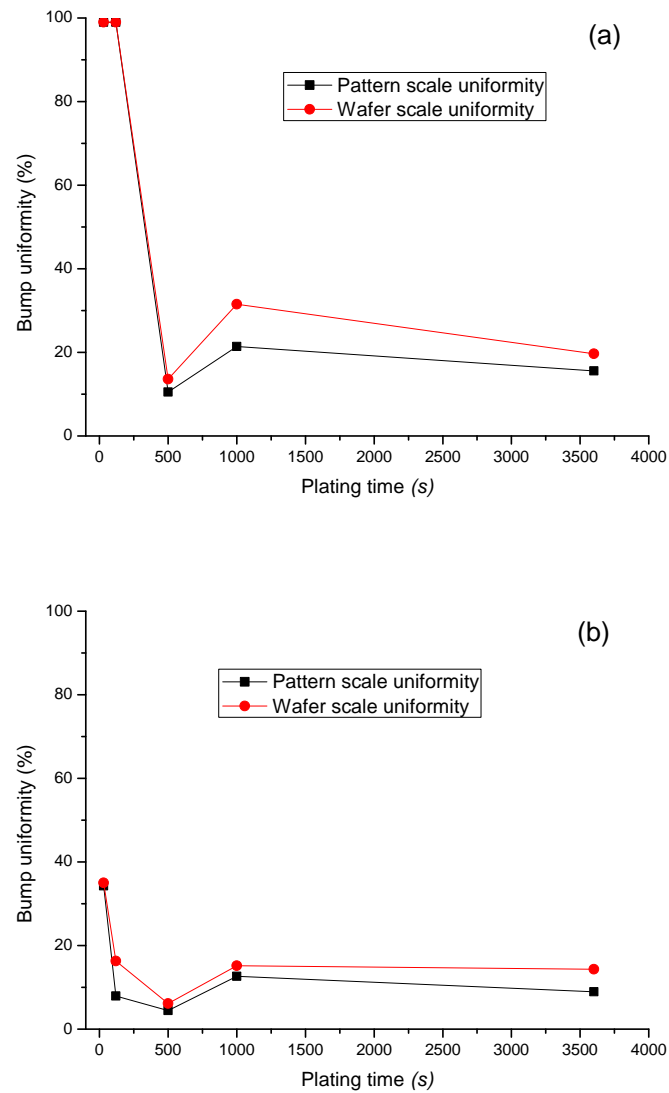 (a)
Pattern scale uniformity
Wafer scale uniformity
Bump uniformity (%)
100
80
60
40
20
0
0 500 1000 1500 2000 2500 3000 3500 4000
Plating time (s)
(b)
Pattern scale uniformity
Wafer scale uniformity
Bump uniformity (%)
100
80
60
40
20
0
0 500 1000 1500 2000 2500 3000 3500 4000
Plating time (s)